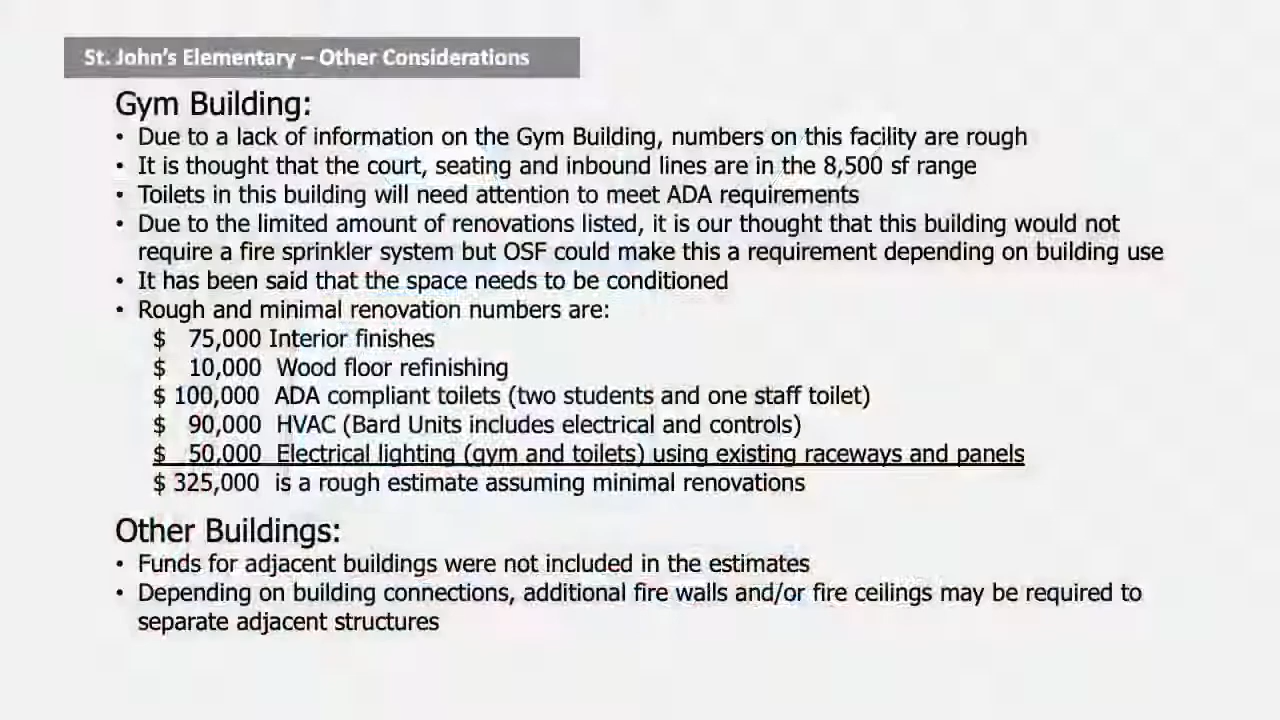 St. John's Elementary – Other Considerations
Gym Building:
• Due to a lack of information on the Gym Building, numbers on this facility are rough
• It is thought that the court, seating and inbound lines are in the 8,500 sf range
• Toilets in this building will need attention to meet ADA requirements
• Due to the limited amount of renovations listed, it is our thought that this building would not
require a fire sprinkler system but OSF could make this a requirement depending on building use
• It has been said that the space needs to be conditioned
• Rough and minimal renovation numbers are:
$ 75,000 Interior finishes
$ 10,000 Wood floor refinishing
$ 100,000 ADA compliant toilets (two students and one staff toilet)
$ 90,000 HVAC (Bard Units includes electrical and controls)
$ 50,000 Electrical lighting (gym and toilets) using existing raceways and panels
$ 325,000 is a rough estimate assuming minimal renovations
Other Buildings:
• Funds for adjacent buildings were not included in the estimates
• Depending on building connections, additional fire walls and/or fire ceilings may be required to
separate adjacent structures